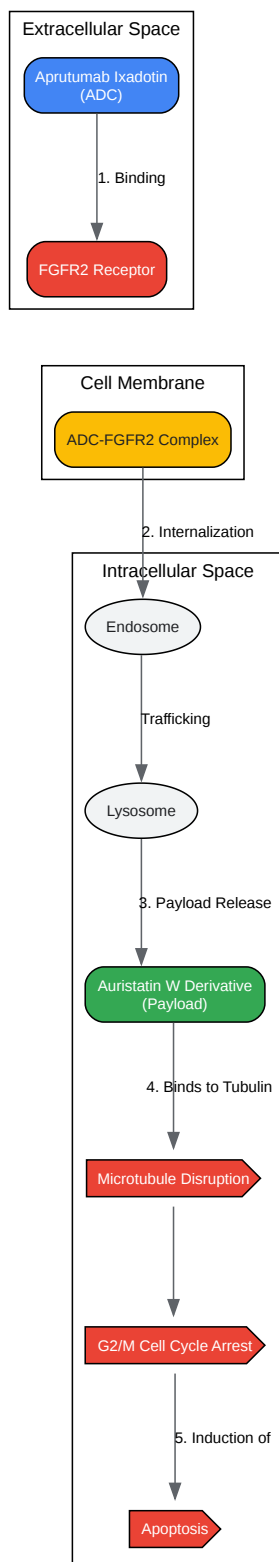 Extracellular Space
Aprutumab Ixadotin
(ADC)
1. Binding
FGFR2 Receptor
Cell Membrane
ADC-FGFR2 Complex
2. Internalization
Intracellular Space
Endosome
Trafficking
Lysosome
3. Payload Release
Auristatin W Derivative
(Payload)
4. Binds to Tubulin
Microtubule Disruption
G2/M Cell Cycle Arrest
5. Induction of
Apoptosis